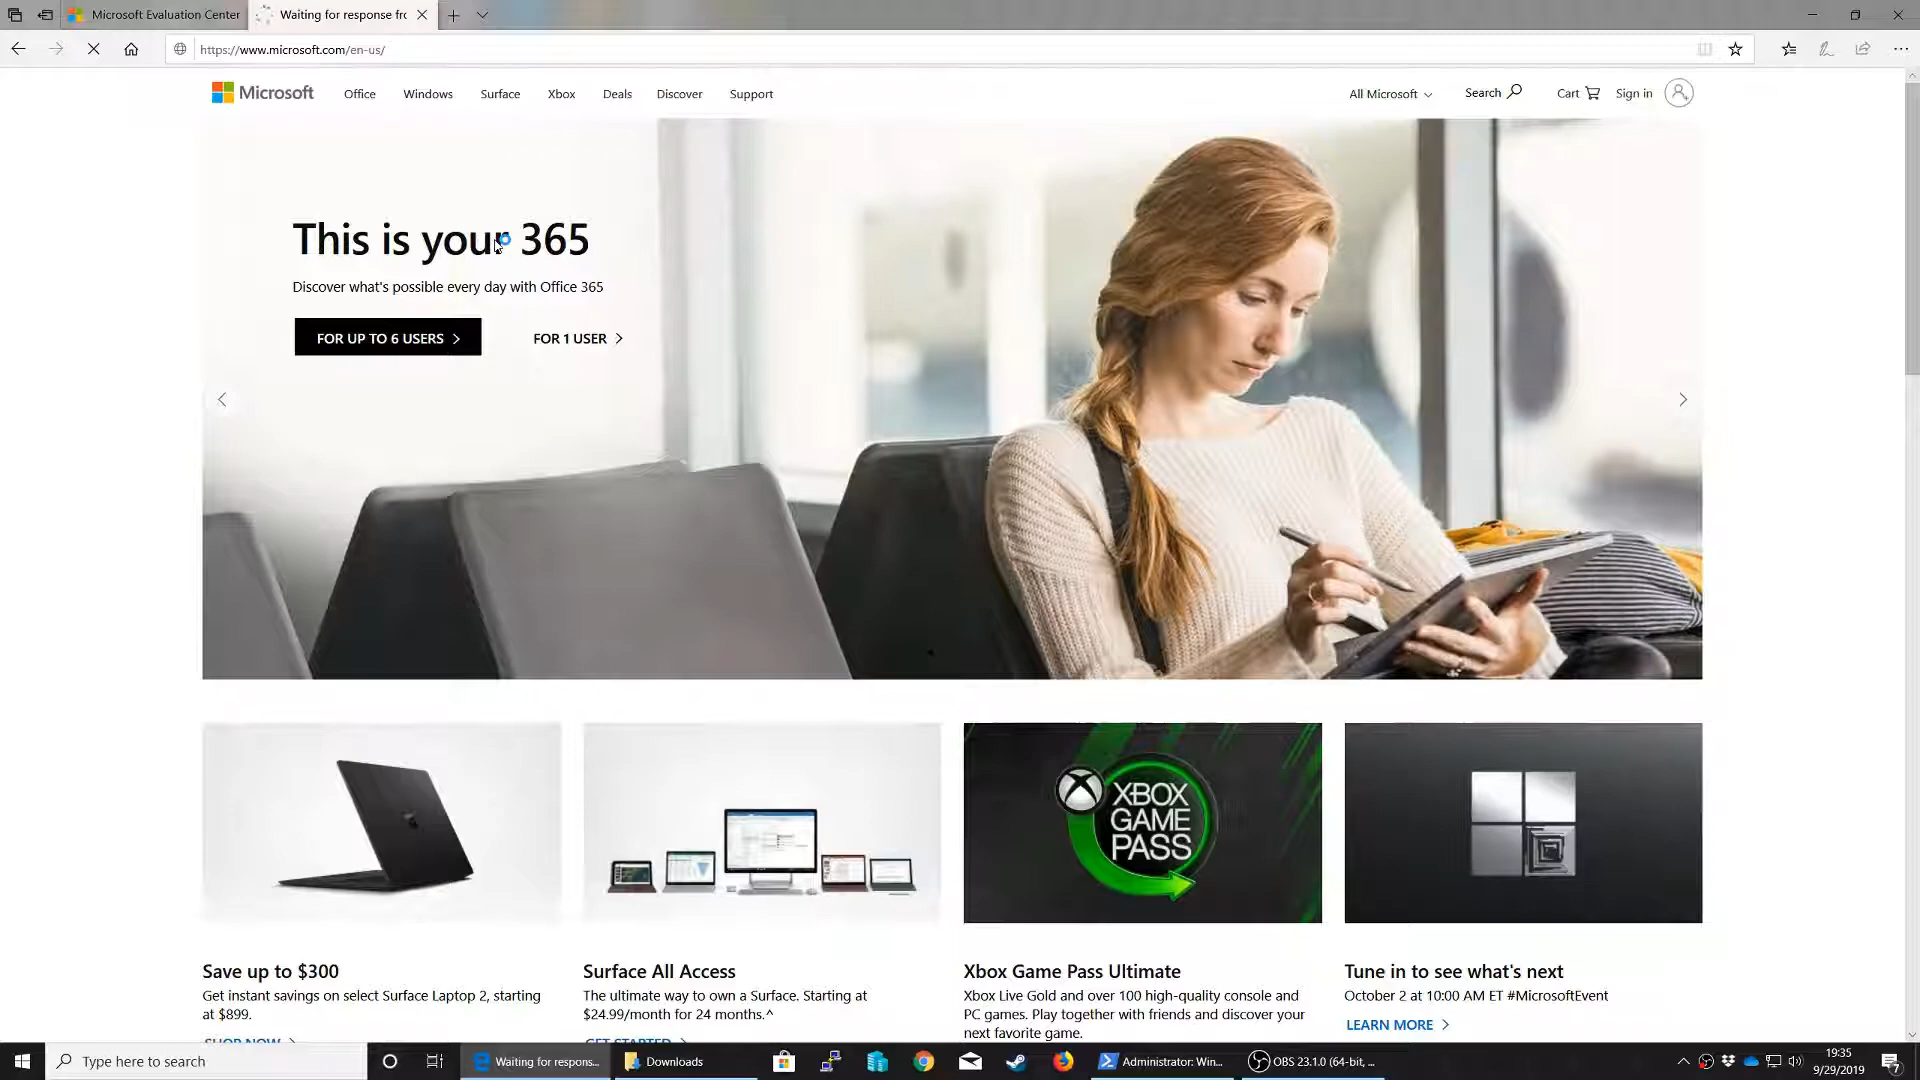 Microsoft Evaluation Center
Waiting for response fro
https://www.microsoft.com/en-us/
Microsoft
Office
Windows
Surface
Xbox
Deals
Discover
Support
All Microsoft
Search
Cart
Sign in
This is your 365
Discover what's possible every day with Office 365
FOR UP TO 6 USERS
FOR 1 USER
XBOX
GAME
PASS
Save up to $300
Get instant savings on select Surface Laptop 2, starting
at $899.
SHOP NOW
Surface All Access
The ultimate way to own a Surface. Starting at
$24.99/month for 24 months.^
GET STARTED
Xbox Game Pass Ultimate
Xbox Live Gold and over 100 high-quality console and
PC games. Play together with friends and discover your
next favorite game.
Tune in to see what's next
October 2 at 10:00 AM ET #MicrosoftEvent
LEARN MORE
Type here to search
Waiting for respons...
Downloads
Administrator: Win...
OBS 23.1.0 (64-bit, ...
19:35
9/29/2019
7